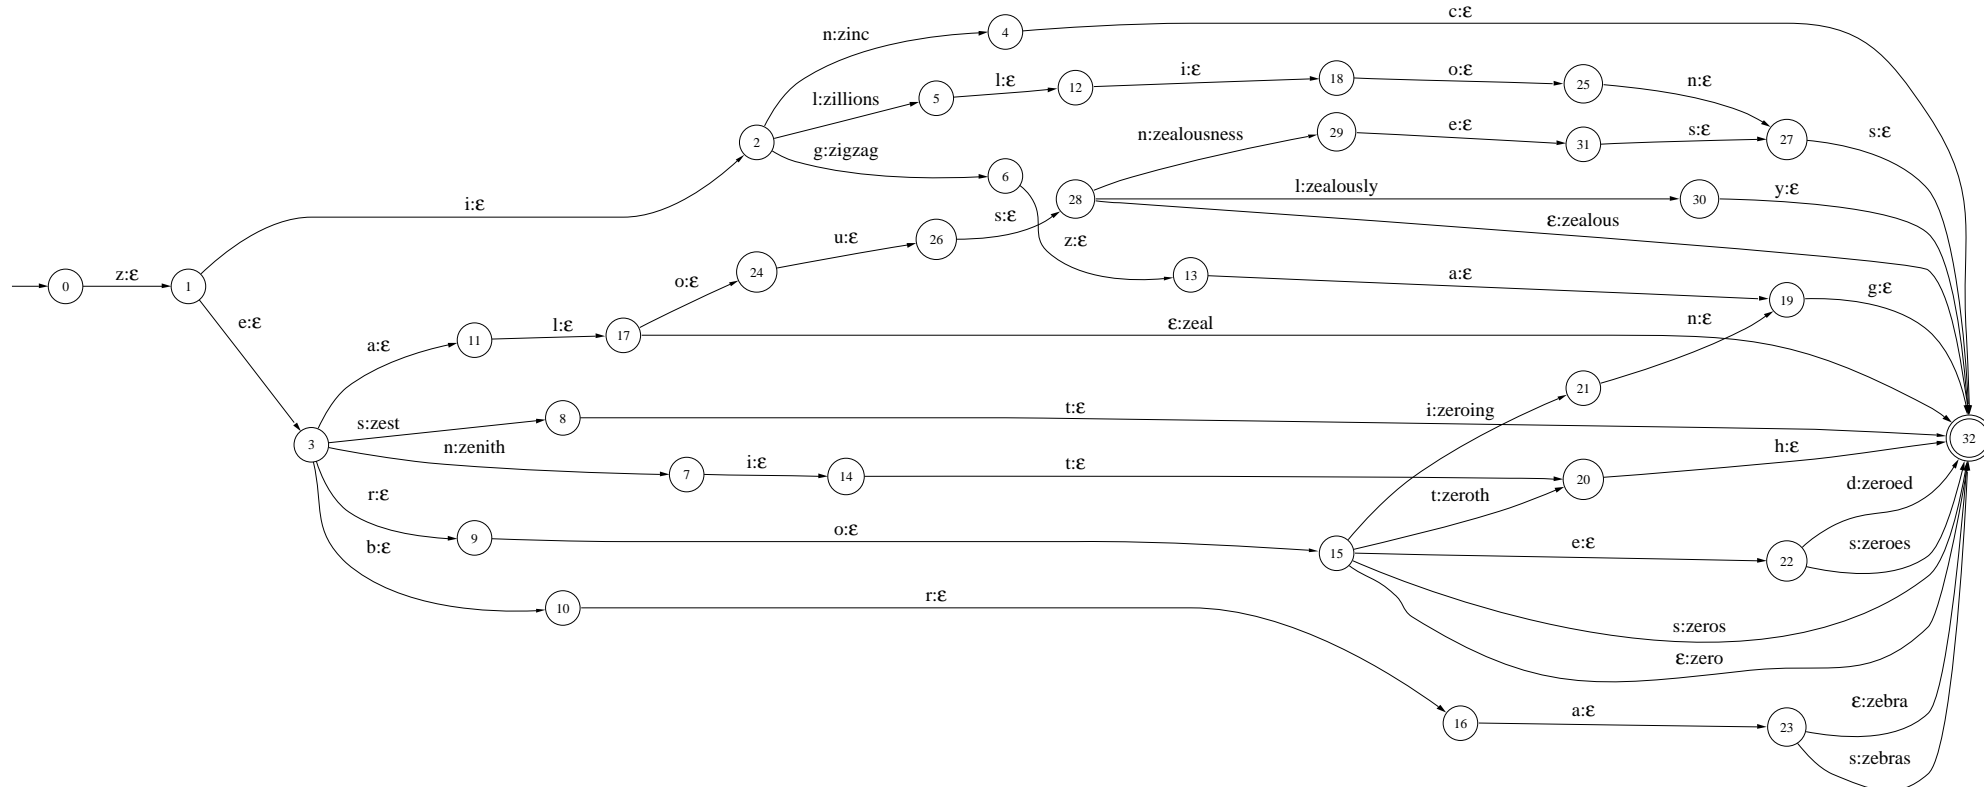 c:ε
n:zinc
4
i:ε
o:ε
l:ε
18
25
n:ε
l:zillions
5
12
n:zealousness
29
e:ε
31
s:ε
27
s:ε
2
g:zigzag
6
l:zealously
30
y:ε
28
i:ε
s:ε
ε:zealous
u:ε
26
z:ε
24
13
a:ε
z:ε
o:ε
0
1
19
g:ε
e:ε
l:ε
ε:zeal
n:ε
a:ε
11
17
21
s:zest
8
t:ε
i:zeroing
3
n:zenith
32
h:ε
i:ε
t:ε
7
14
20
d:zeroed
r:ε
t:zeroth
9
o:ε
b:ε
15
e:ε
s:zeroes
22
r:ε
10
s:zeros
ε:zero
ε:zebra
16
a:ε
23
s:zebras